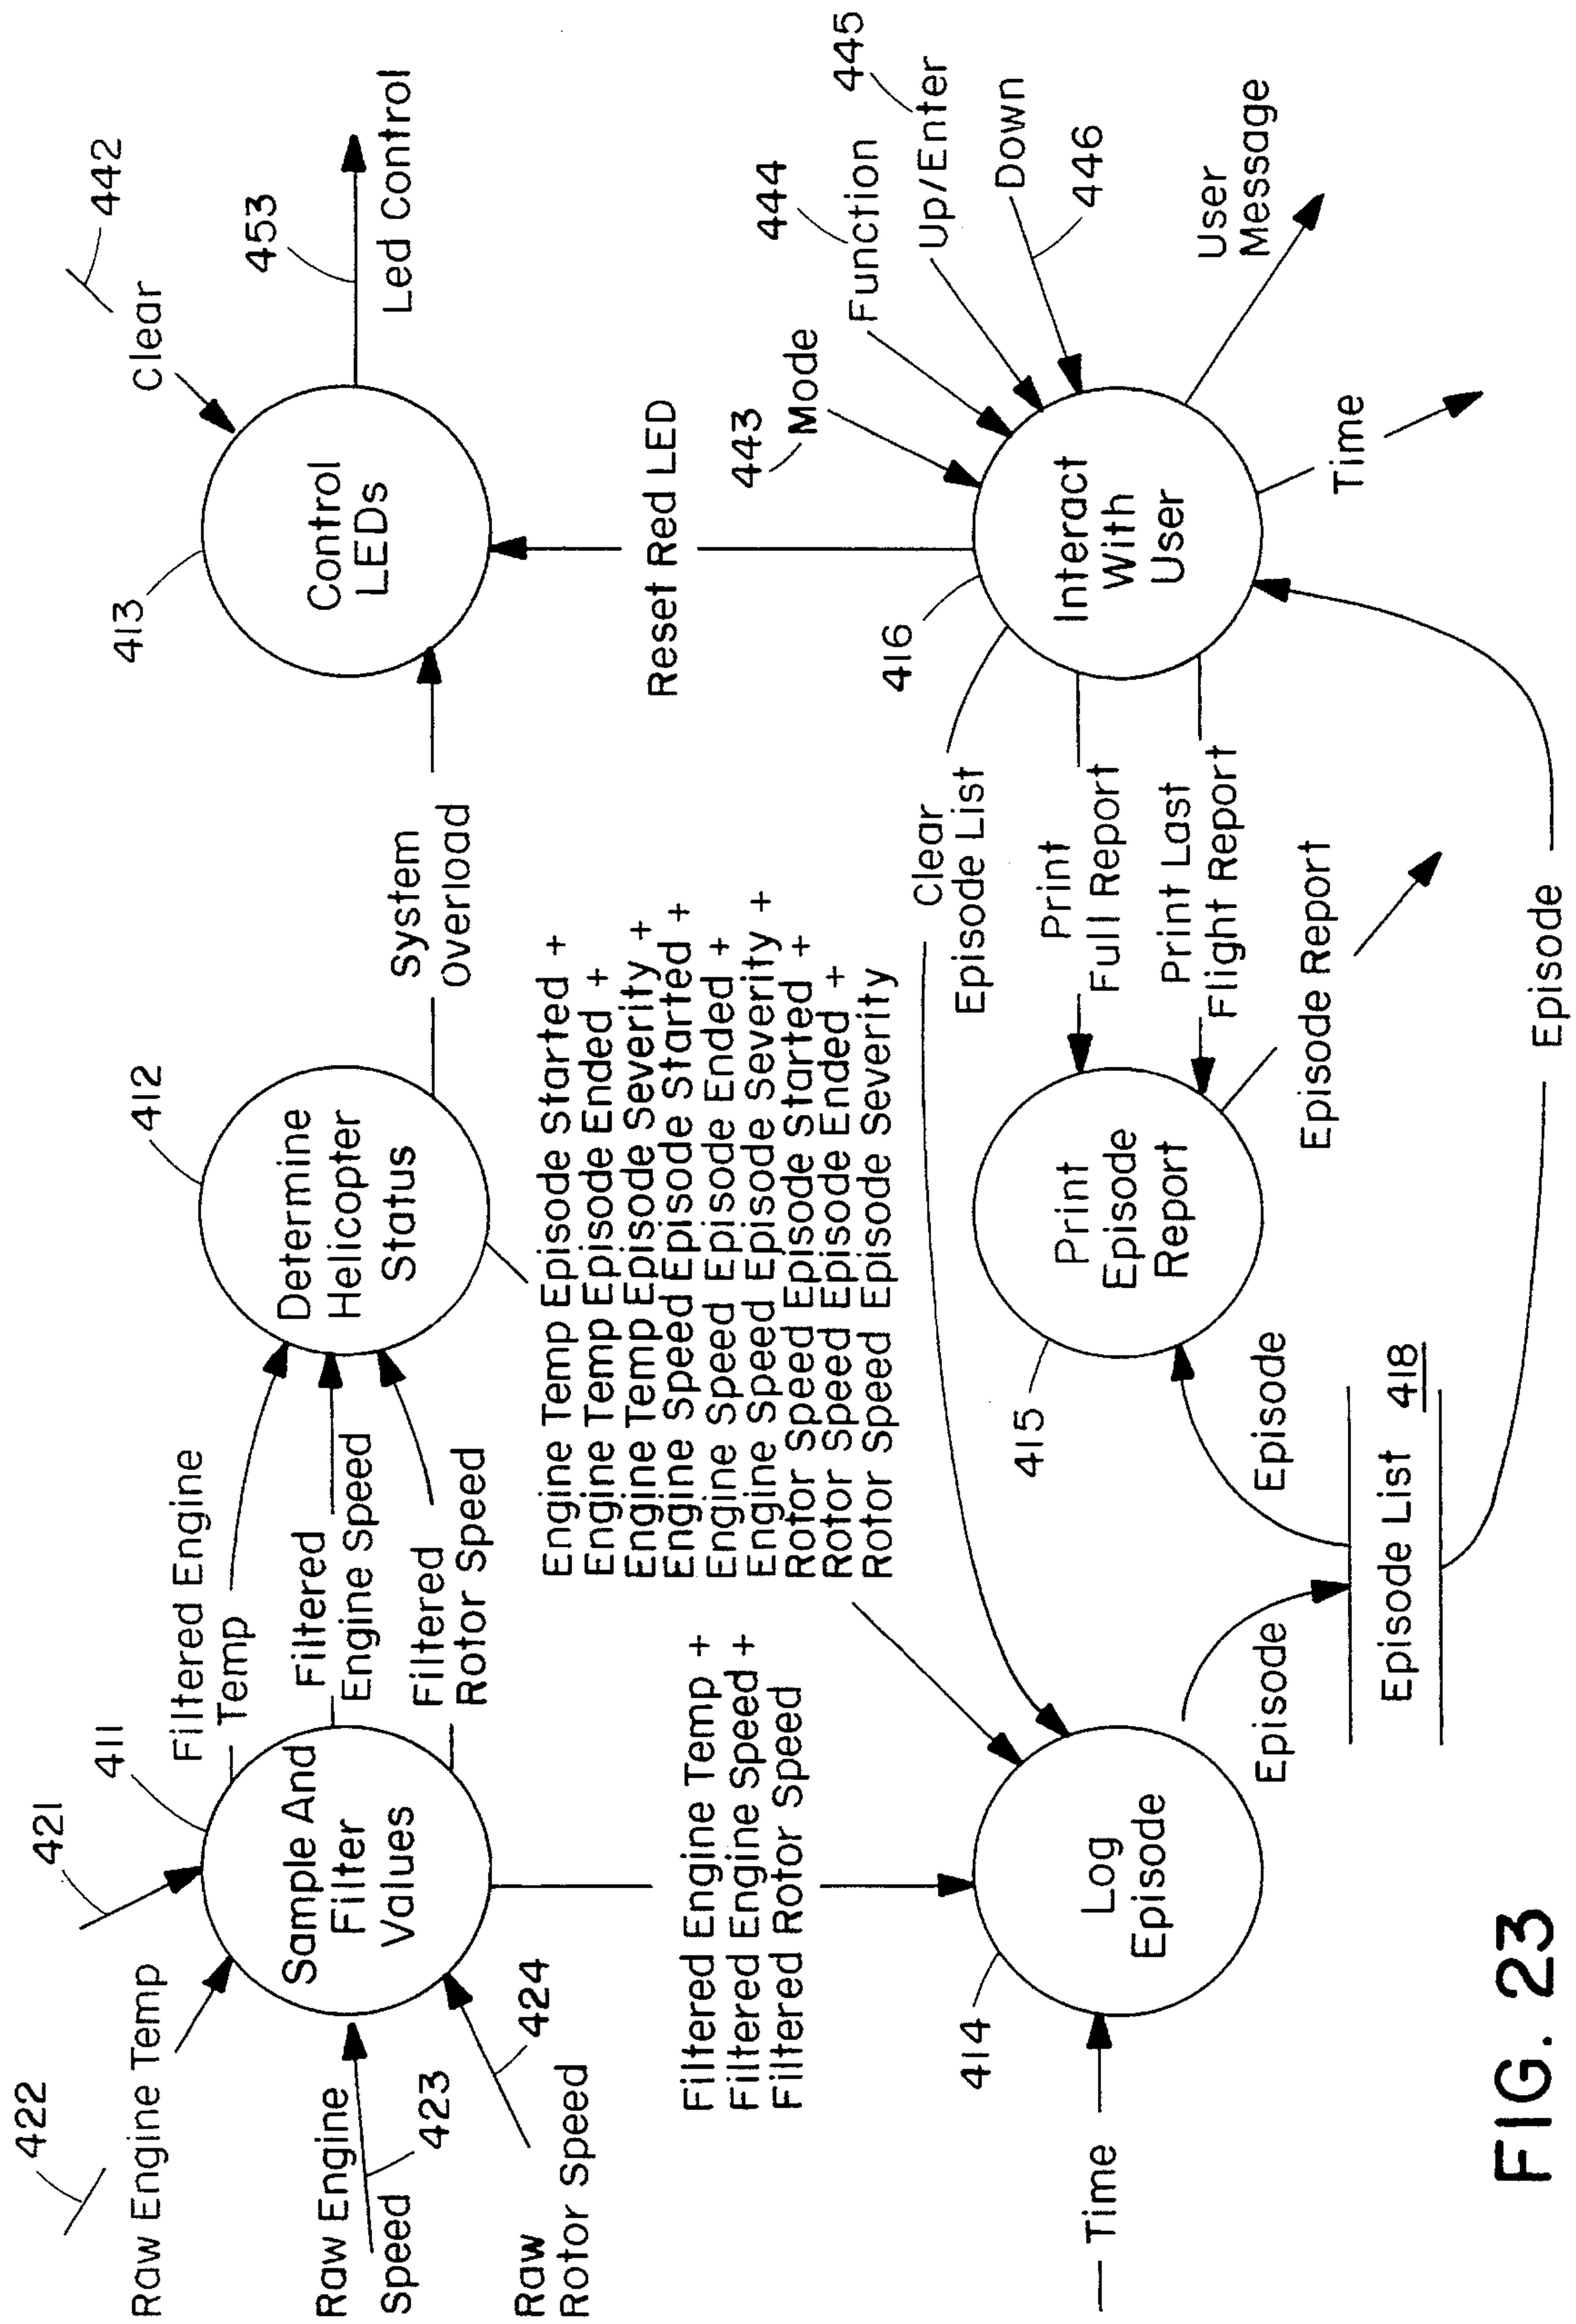 422
Raw Engine Temp
421
411
Raw Engine
Speed
423
Raw
Rotor Speed
424
Sample And
Filter
Values
Filtered Engine
Temp
Filtered
Engine Speed
Filtered
Rotor Speed
412
Determine
Helicopter
Status
System
Overload
413
Control
LEDs
Clear
442
453
Led Control
Filtered Engine Temp +
Filtered Engine Speed +
Filtered Rotor Speed
Engine Temp Episode Started +
Engine Temp Episode Ended +
Engine Temp Episode Severity +
Engine Speed Episode Started +
Engine Speed Episode Ended +
Engine Speed Episode Severity +
Rotor Speed Episode Started +
Rotor Speed Episode Ended +
Rotor Speed Episode Severity
Reset Red LED
443
Mode
444
Function
445
Up/Enter
Down
446
414
Time
Log
Episode
Clear
Episode List
415
Print
Episode
Report
Print
Full Report
Print Last
Flight Report
416
Interact
With
User
User
Message
Time
Episode
Episode
Episode Report
Episode List 418
Episode
FIG. 23